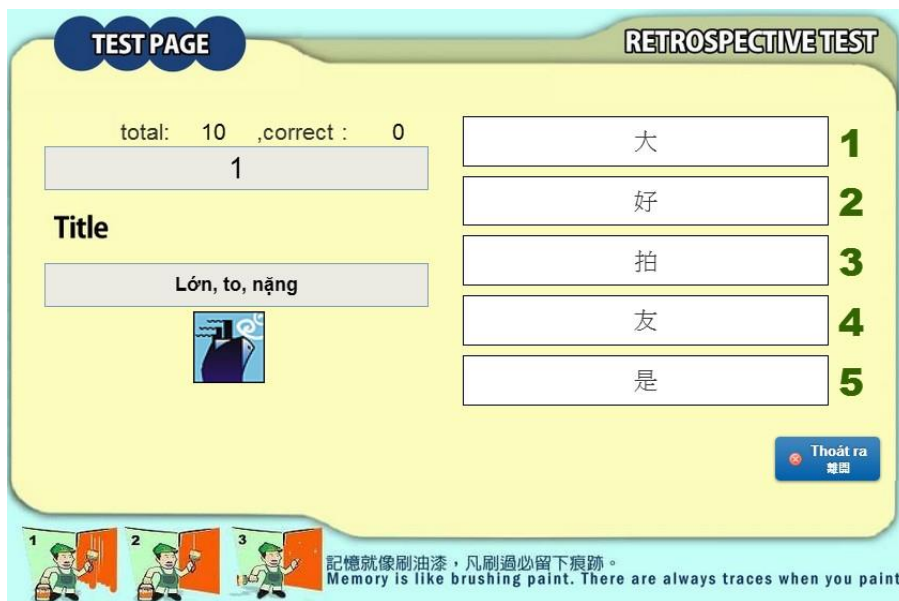 TEST PAGE
RETROSPECTIVE TEST
total: 10 ,correct : 0
1
Title
Lớn, to, nặng
大 1
好 2
拍 3
友 4
是 5
Thoát ra
離開
1 2 3
記憶就像刷油漆，凡刷過必留下痕跡。
Memory is like brushing paint. There are always traces when you paint